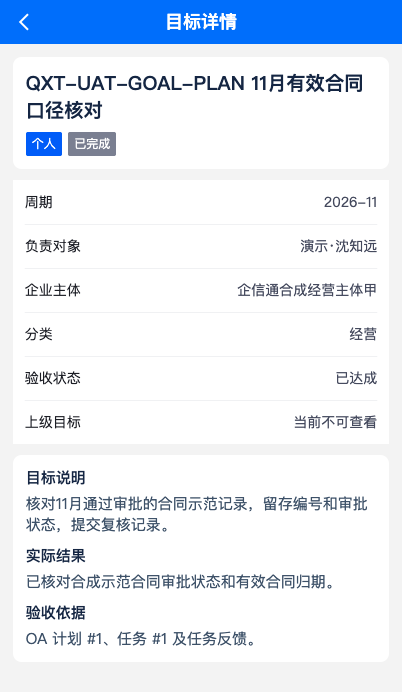 目标详情
QXT-UAT-GOAL-PLAN 11月有效合同
口径核对
个人 已完成
周期 2026-11
负责对象 演示·沈知远
企业主体 企信通合成经营主体甲
分类 经营
验收状态 已达成
上级目标 当前不可查看
目标说明
核对11月通过审批的合同示范记录，留存编号和审批
状态，提交复核记录。
实际结果
已核对合成示范合同审批状态和有效合同归期。
验收依据
OA 计划 #1、任务 #1 及任务反馈。